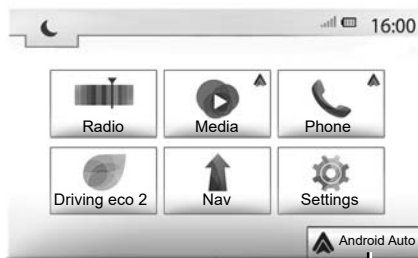 16:00
Radio Media Phone
Driving eco 2 Nav Settings
Android Auto